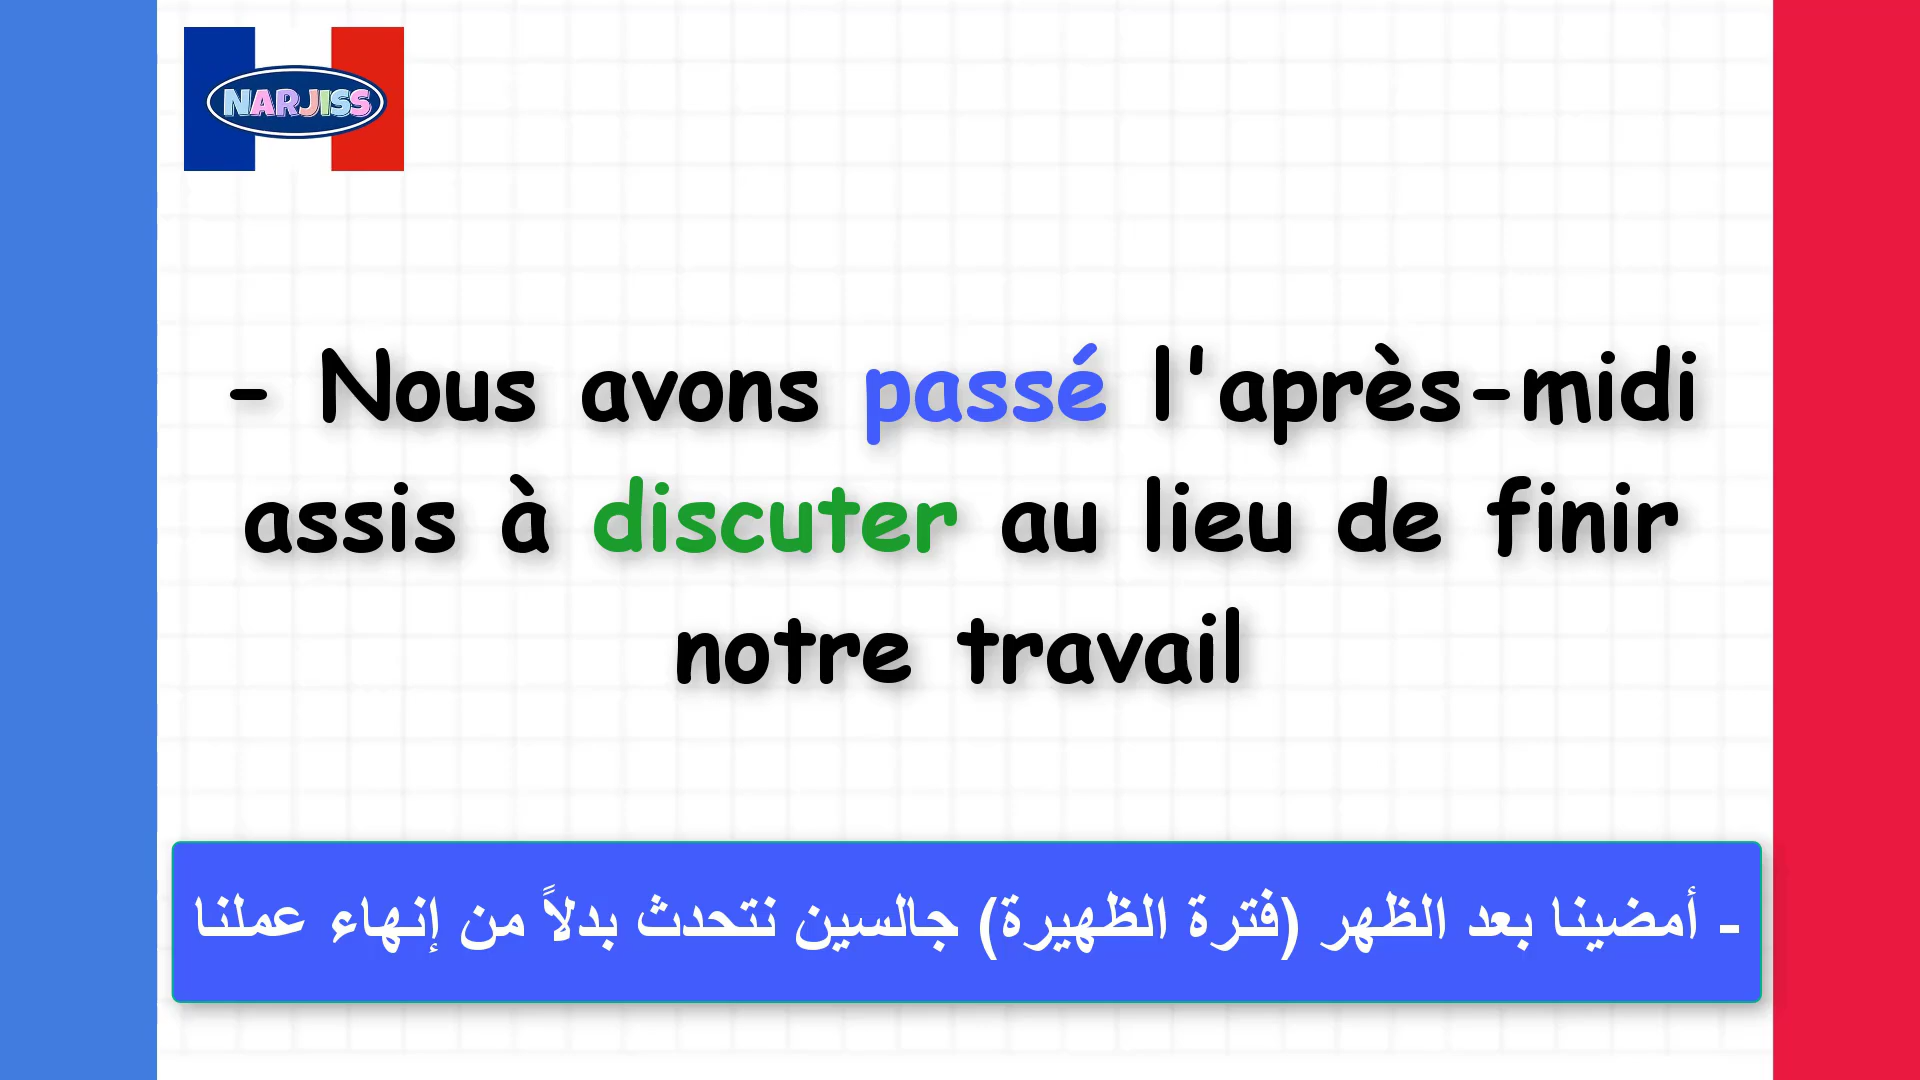 NARJISS
- Nous avons passé l'après-midi
assis à discuter au lieu de finir
notre travail
- أمضينا بعد الظهر (فترة الظهيرة) جالسين نتحدث بدلاً من إنهاء عملنا